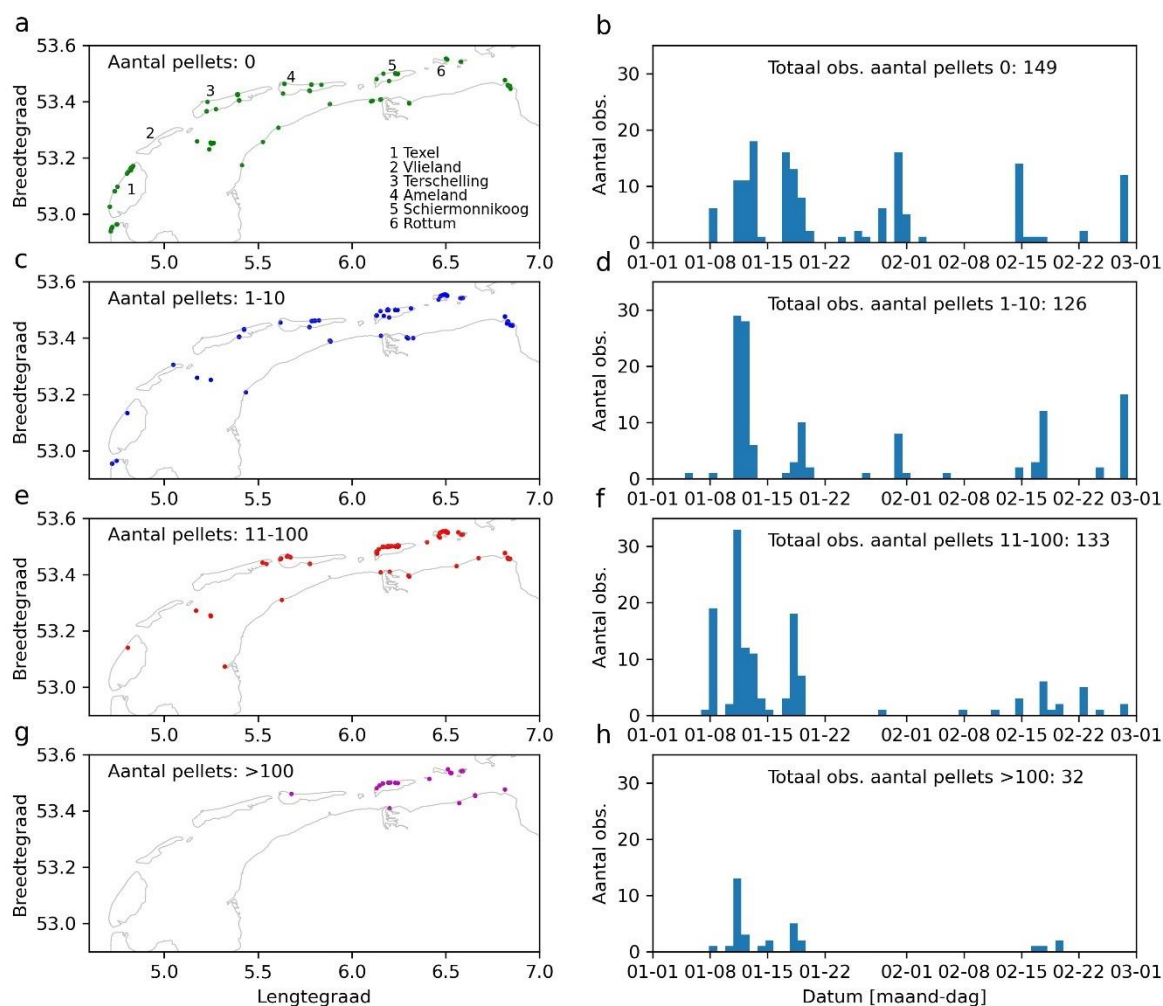 a
Aantal pellets: 0
53.6
53.4
53.2
53.0
Breedtegraad
1
2
3
4
5
6
1 Texel
2 Vlieland
3 Terschelling
4 Ameland
5 Schiermonnikoog
6 Rottum
5.0 5.5 6.0 6.5 7.0
b
Totaal obs. aantal pellets 0: 149
30
20
10
0
Aantal obs.
01-01 01-08 01-15 01-22 02-01 02-08 02-15 02-22 03-01
c
Aantal pellets: 1-10
53.6
53.4
53.2
53.0
Breedtegraad
5.0 5.5 6.0 6.5 7.0
d
Totaal obs. aantal pellets 1-10: 126
30
20
10
0
Aantal obs.
01-01 01-08 01-15 01-22 02-01 02-08 02-15 02-22 03-01
e
Aantal pellets: 11-100
53.6
53.4
53.2
53.0
Breedtegraad
5.0 5.5 6.0 6.5 7.0
f
Totaal obs. aantal pellets 11-100: 133
30
20
10
0
Aantal obs.
01-01 01-08 01-15 01-22 02-01 02-08 02-15 02-22 03-01
g
Aantal pellets: >100
53.6
53.4
53.2
53.0
Breedtegraad
5.0 5.5 6.0 6.5 7.0
Lengtegraad
h
Totaal obs. aantal pellets >100: 32
30
20
10
0
Aantal obs.
01-01 01-08 01-15 01-22 02-01 02-08 02-15 02-22 03-01
Datum [maand-dag]